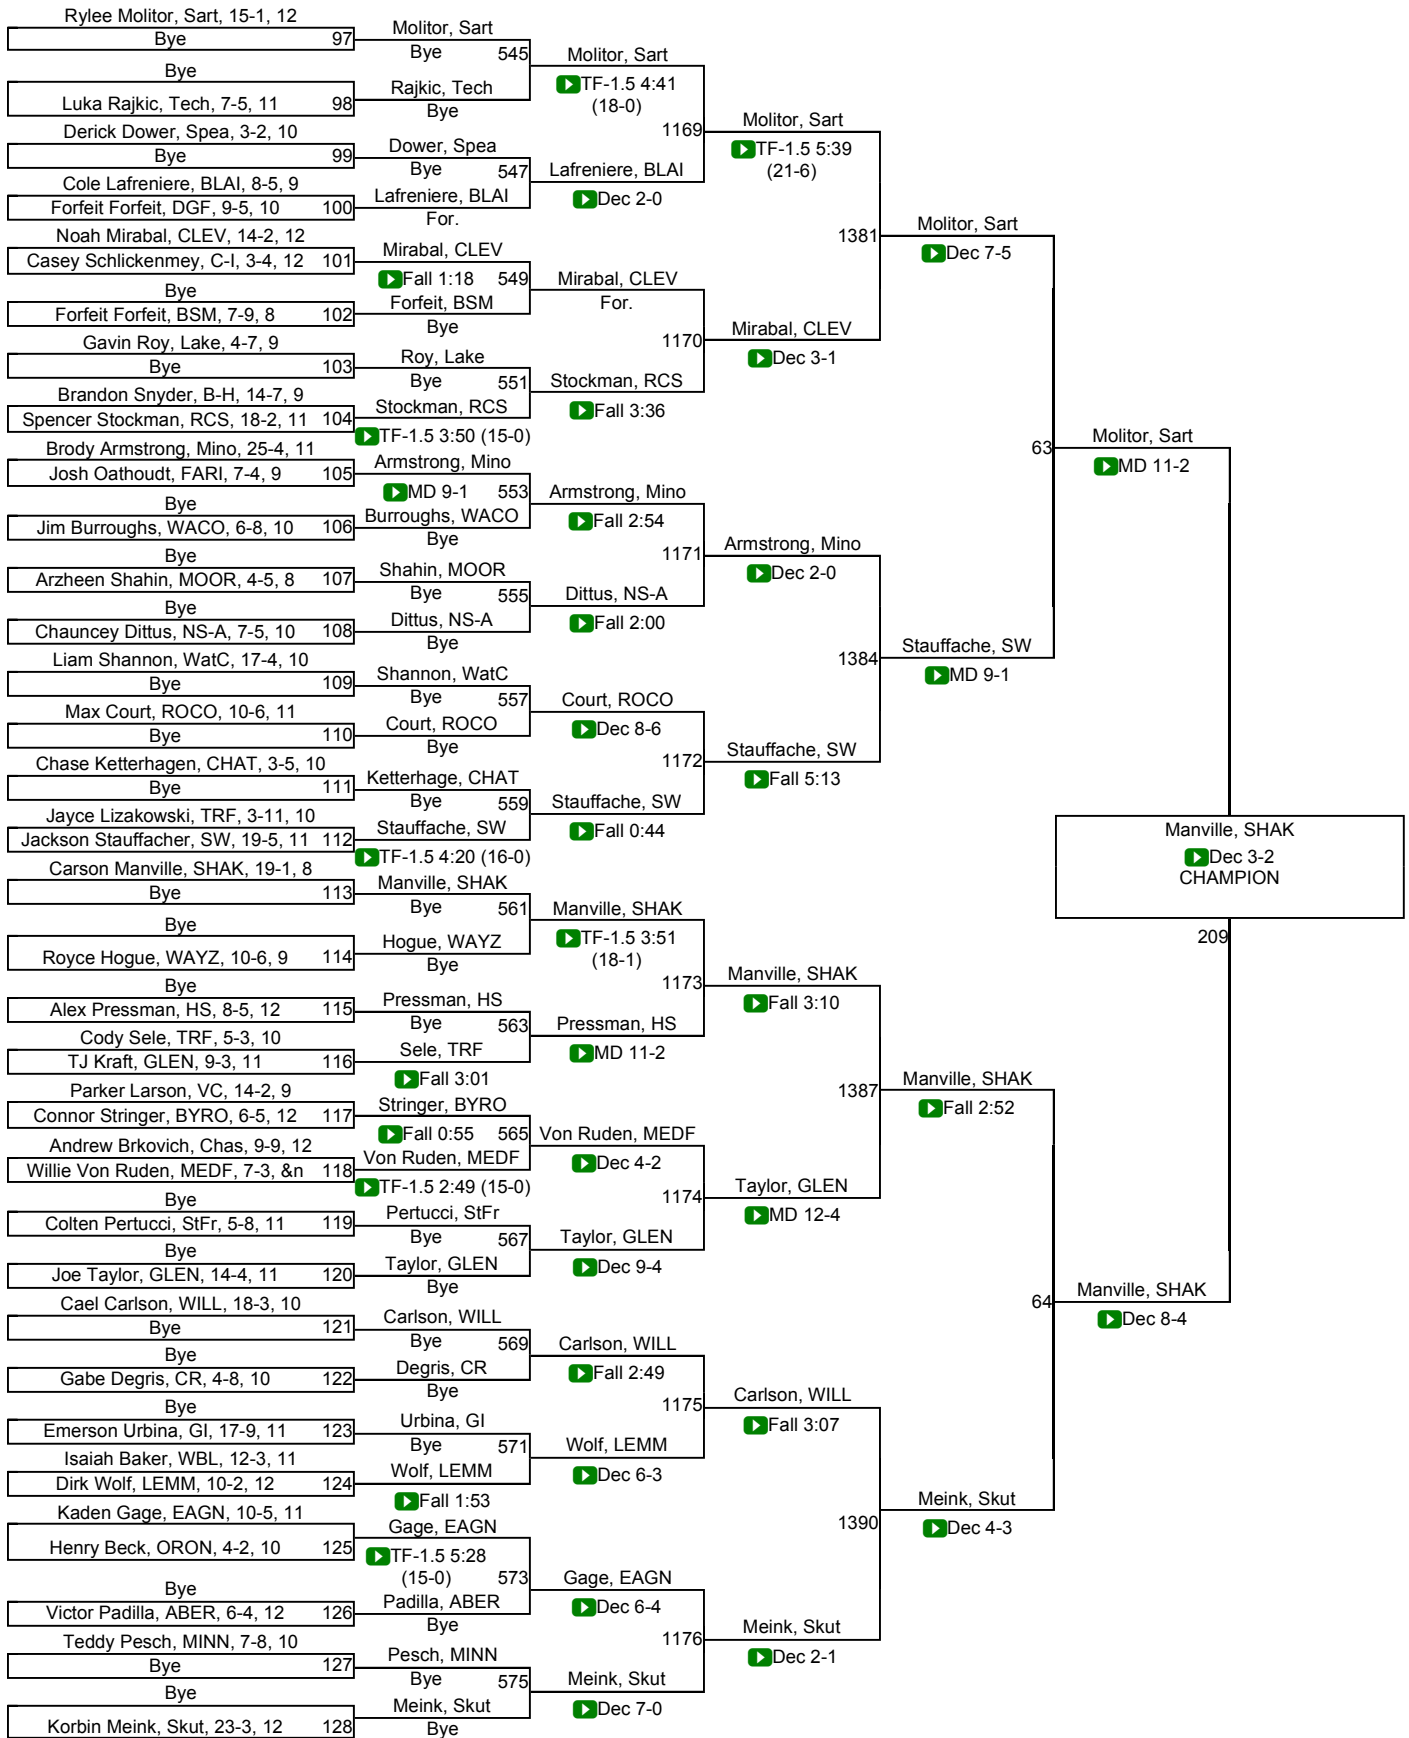 Rylee Molitor, Sart, 15-1, 12
Bye 97
Bye
Luka Rajkic, Tech, 7-5, 11 98
Derick Dower, Spea, 3-2, 10
Bye 99
Cole Lafreniere, BLAI, 8-5, 9
Forfeit Forfeit, DGF, 9-5, 10 100
Noah Mirabal, CLEV, 14-2, 12
Casey Schlickenmey, C-I, 3-4, 12 101
Bye
Forfeit Forfeit, BSM, 7-9, 8 102
Gavin Roy, Lake, 4-7, 9
Bye 103
Brandon Snyder, B-H, 14-7, 9
Spencer Stockman, RCS, 18-2, 11 104
Brody Armstrong, Mino, 25-4, 11
Josh Oathoudt, FARI, 7-4, 9 105
Bye
Jim Burroughs, WACO, 6-8, 10 106
Bye
Arzheen Shahin, MOOR, 4-5, 8 107
Bye
Chauncey Dittus, NS-A, 7-5, 10 108
Liam Shannon, WatC, 17-4, 10
Bye 109
Max Court, ROCO, 10-6, 11
Bye 110
Chase Ketterhagen, CHAT, 3-5, 10
Bye 111
Jayce Lizakowski, TRF, 3-11, 10
Jackson Stauffacher, SW, 19-5, 11 112
Carson Manville, SHAK, 19-1, 8
Bye 113
Bye
Royce Hogue, WAYZ, 10-6, 9 114
Bye
Alex Pressman, HS, 8-5, 12 115
Cody Sele, TRF, 5-3, 10
TJ Kraft, GLEN, 9-3, 11 116
Parker Larson, VC, 14-2, 9
Connor Stringer, BYRO, 6-5, 12 117
Andrew Brkovich, Chas, 9-9, 12
Willie Von Ruden, MEDF, 7-3, &n 118
Bye
Colten Pertucci, StFr, 5-8, 11 119
Bye
Joe Taylor, GLEN, 14-4, 11 120
Cael Carlson, WILL, 18-3, 10
Bye 121
Bye
Gabe Degris, CR, 4-8, 10 122
Bye
Emerson Urbina, GI, 17-9, 11 123
Isaiah Baker, WBL, 12-3, 11
Dirk Wolf, LEMM, 10-2, 12 124
Kaden Gage, EAGN, 10-5, 11
Henry Beck, ORON, 4-2, 10 125
Bye
Victor Padilla, ABER, 6-4, 12 126
Teddy Pesch, MINN, 7-8, 10
Bye 127
Bye
Korbin Meink, Skut, 23-3, 12 128
Molitor, Sart
Bye 545
Rajkic, Tech
Bye
Dower, Spea
Bye 547
Lafreniere, BLAI
For.
Mirabal, CLEV
Fall 1:18 549
Forfeit, BSM
Bye
Roy, Lake
Bye 551
Stockman, RCS
TF-1.5 3:50 (15-0)
Armstrong, Mino
MD 9-1 553
Burroughs, WACO
Bye
Shahin, MOOR
Bye 555
Dittus, NS-A
Bye
Shannon, WatC
Bye 557
Court, ROCO
Bye
Ketterhage, CHAT
Bye 559
Stauffache, SW
TF-1.5 4:20 (16-0)
Manville, SHAK
Bye 561
Hogue, WAYZ
Bye
Pressman, HS
Bye 563
Sele, TRF
Fall 3:01
Stringer, BYRO
Fall 0:55 565
Von Ruden, MEDF
TF-1.5 2:49 (15-0)
Pertucci, StFr
Bye 567
Taylor, GLEN
Bye
Carlson, WILL
Bye 569
Degris, CR
Bye
Urbina, GI
Bye 571
Wolf, LEMM
Fall 1:53
Gage, EAGN
TF-1.5 5:28
(15-0) 573
Padilla, ABER
Bye
Pesch, MINN
Bye 575
Meink, Skut
Bye
Molitor, Sart
TF-1.5 4:41
(18-0)
1169
Lafreniere, BLAI
Dec 2-0
Mirabal, CLEV
For.
1170
Stockman, RCS
Fall 3:36
Armstrong, Mino
Fall 2:54
1171
Dittus, NS-A
Fall 2:00
Court, ROCO
Dec 8-6
1172
Stauffache, SW
Fall 0:44
Manville, SHAK
TF-1.5 3:51
(18-1)
1173
Pressman, HS
MD 11-2
Von Ruden, MEDF
Dec 4-2
1174
Taylor, GLEN
Dec 9-4
Carlson, WILL
Fall 2:49
1175
Wolf, LEMM
Dec 6-3
Gage, EAGN
Dec 6-4
1176
Meink, Skut
Dec 7-0
Molitor, Sart
TF-1.5 5:39
(21-6)
1381
Mirabal, CLEV
Dec 3-1
Armstrong, Mino
Dec 2-0
1384
Stauffache, SW
Fall 5:13
Manville, SHAK
Fall 3:10
1387
Taylor, GLEN
MD 12-4
Carlson, WILL
Fall 3:07
1390
Meink, Skut
Dec 2-1
Molitor, Sart
Dec 7-5
63
Stauffache, SW
MD 9-1
Manville, SHAK
Fall 2:52
64
Meink, Skut
Dec 4-3
Molitor, Sart
MD 11-2
Manville, SHAK
Dec 3-2
CHAMPION
209
Manville, SHAK
Dec 8-4